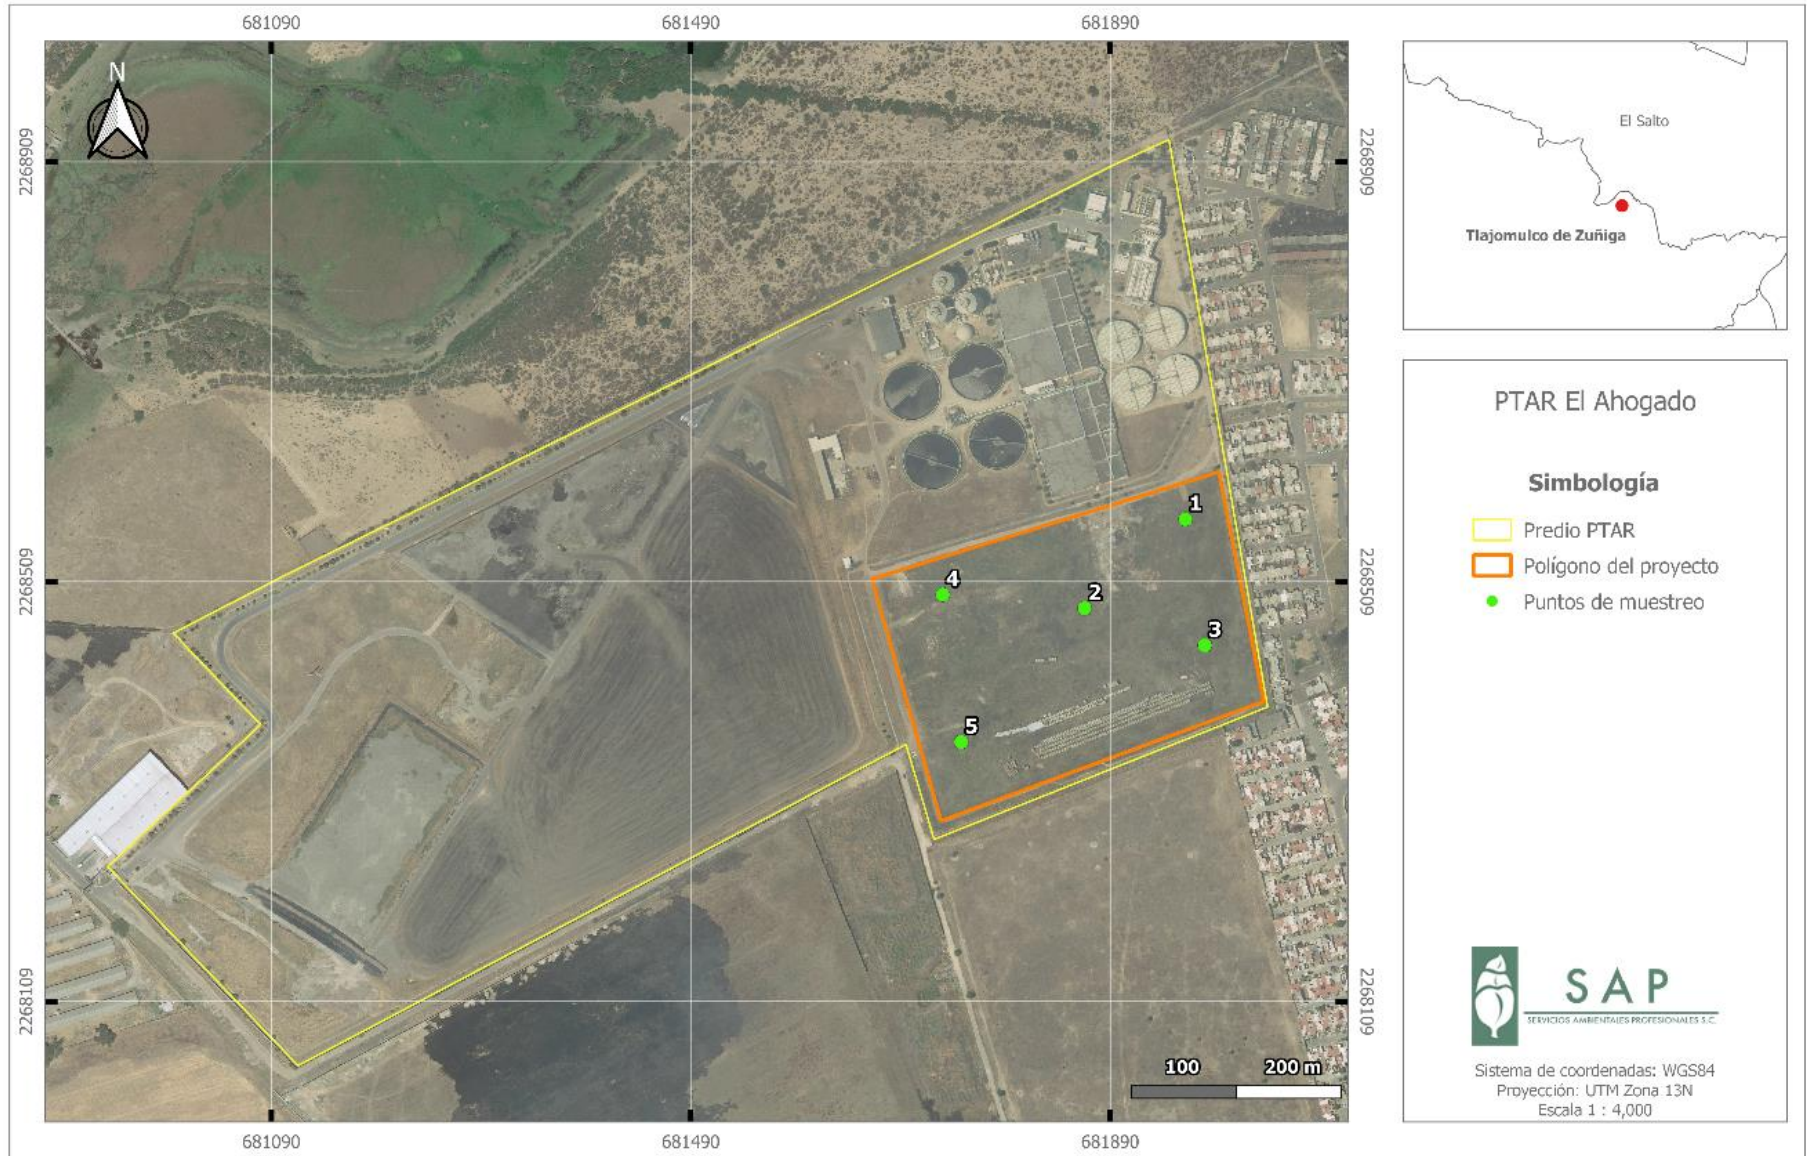 681090
681490
681890
N
2268909
2268909
El Salto
Tlajomulco de Zuñiga
PTAR El Ahogado
Simbología
Predio PTAR
Polígono del proyecto
Puntos de muestreo
1
4
2
3
5
2268509
2268509
2268109
2268109
100 200 m
SAP
SERVICIOS AMBIENTALES PROFESIONALES S.C.
Sistema de coordenadas: WGS84
Proyección: UTM Zona 13N
Escala 1 : 4,000
681090
681490
681890